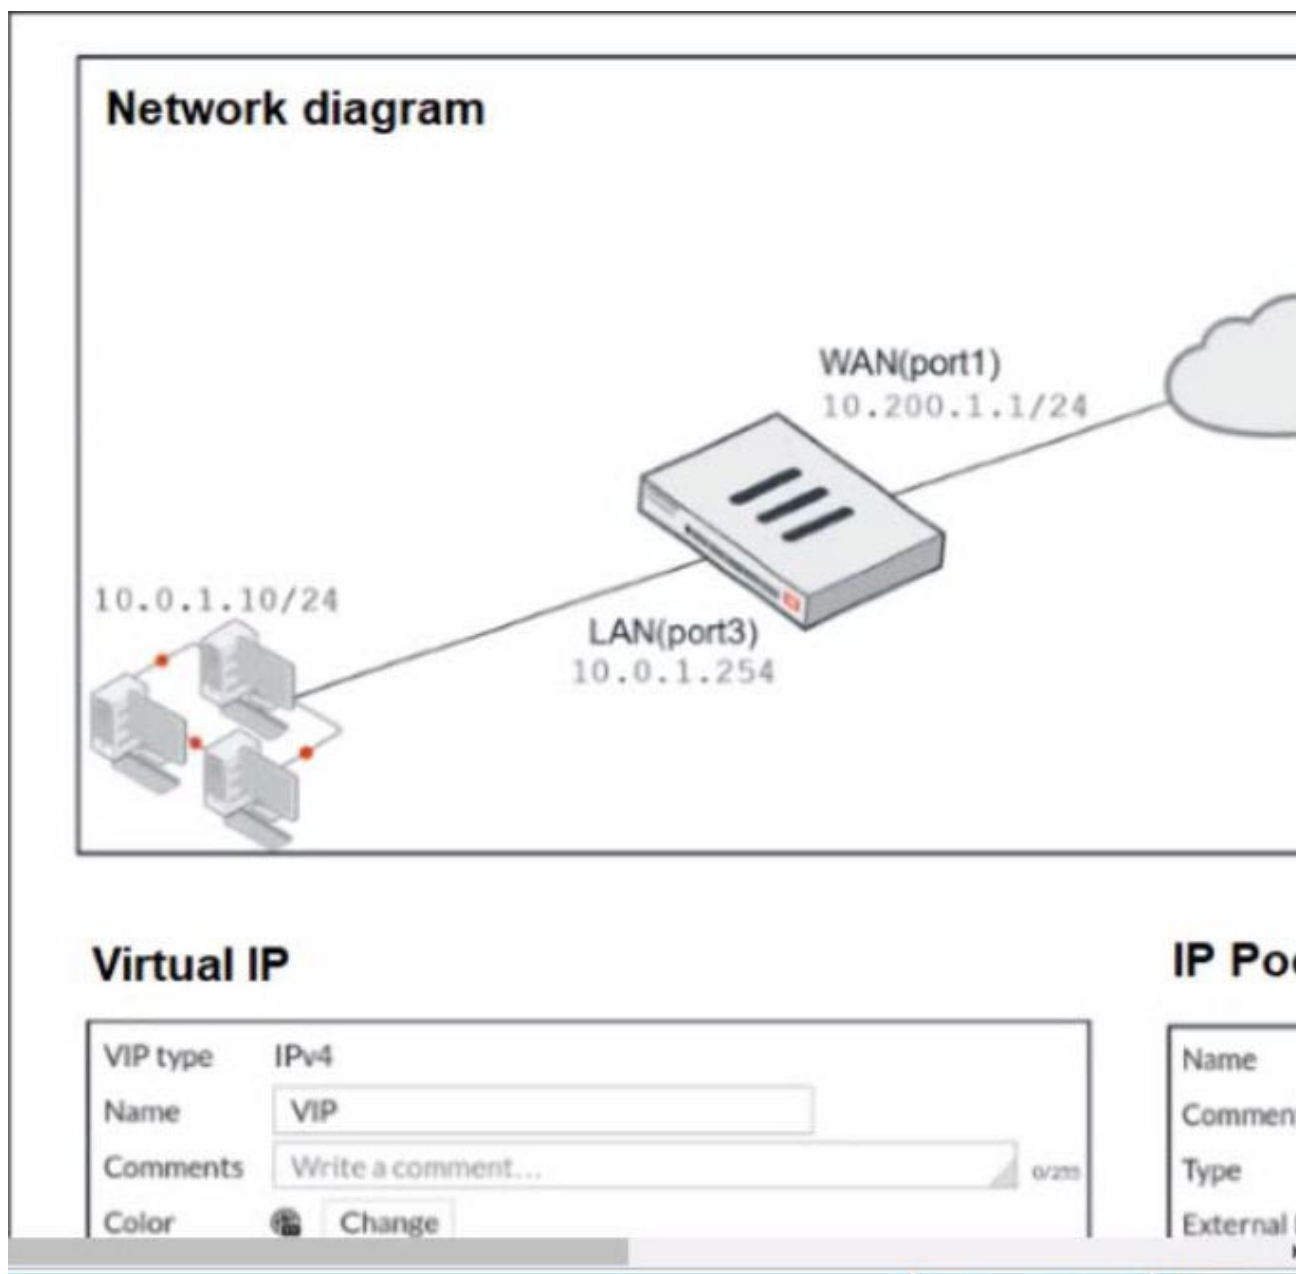 Network diagram
WAN(port1)
10.200.1.1/24
10.0.1.10/24
LAN(port3)
10.0.1.254
Virtual IP
IP Poo
VIP type IPv4
Name VIP
Comments Write a comment... 0/255
Color Change
Name
Commen
Type
External